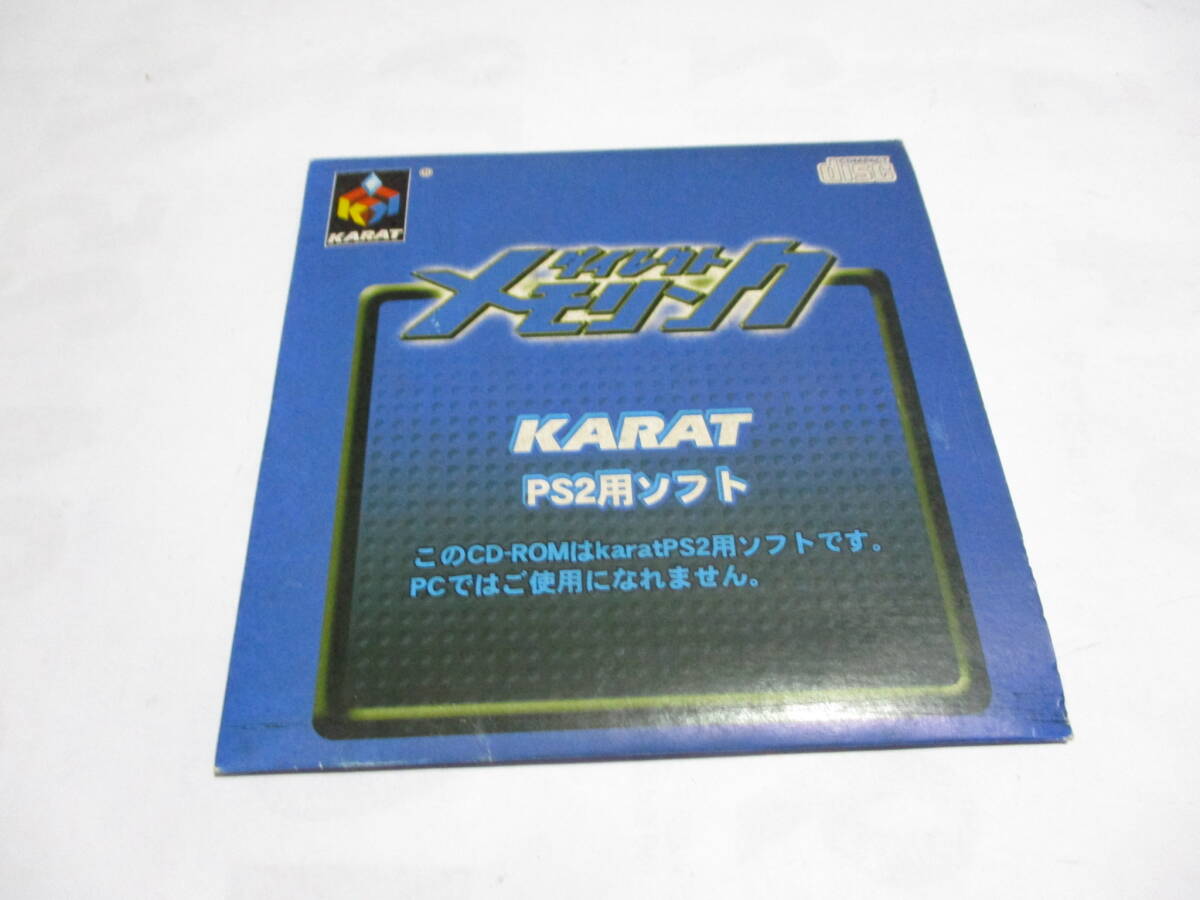 KARAT
®
COMPACT
disc
ダイレクト
メモリンク
KARAT
PS2用ソフト
このCD-ROMはkaratPS2用ソフトです。
PCではご使用になれません。